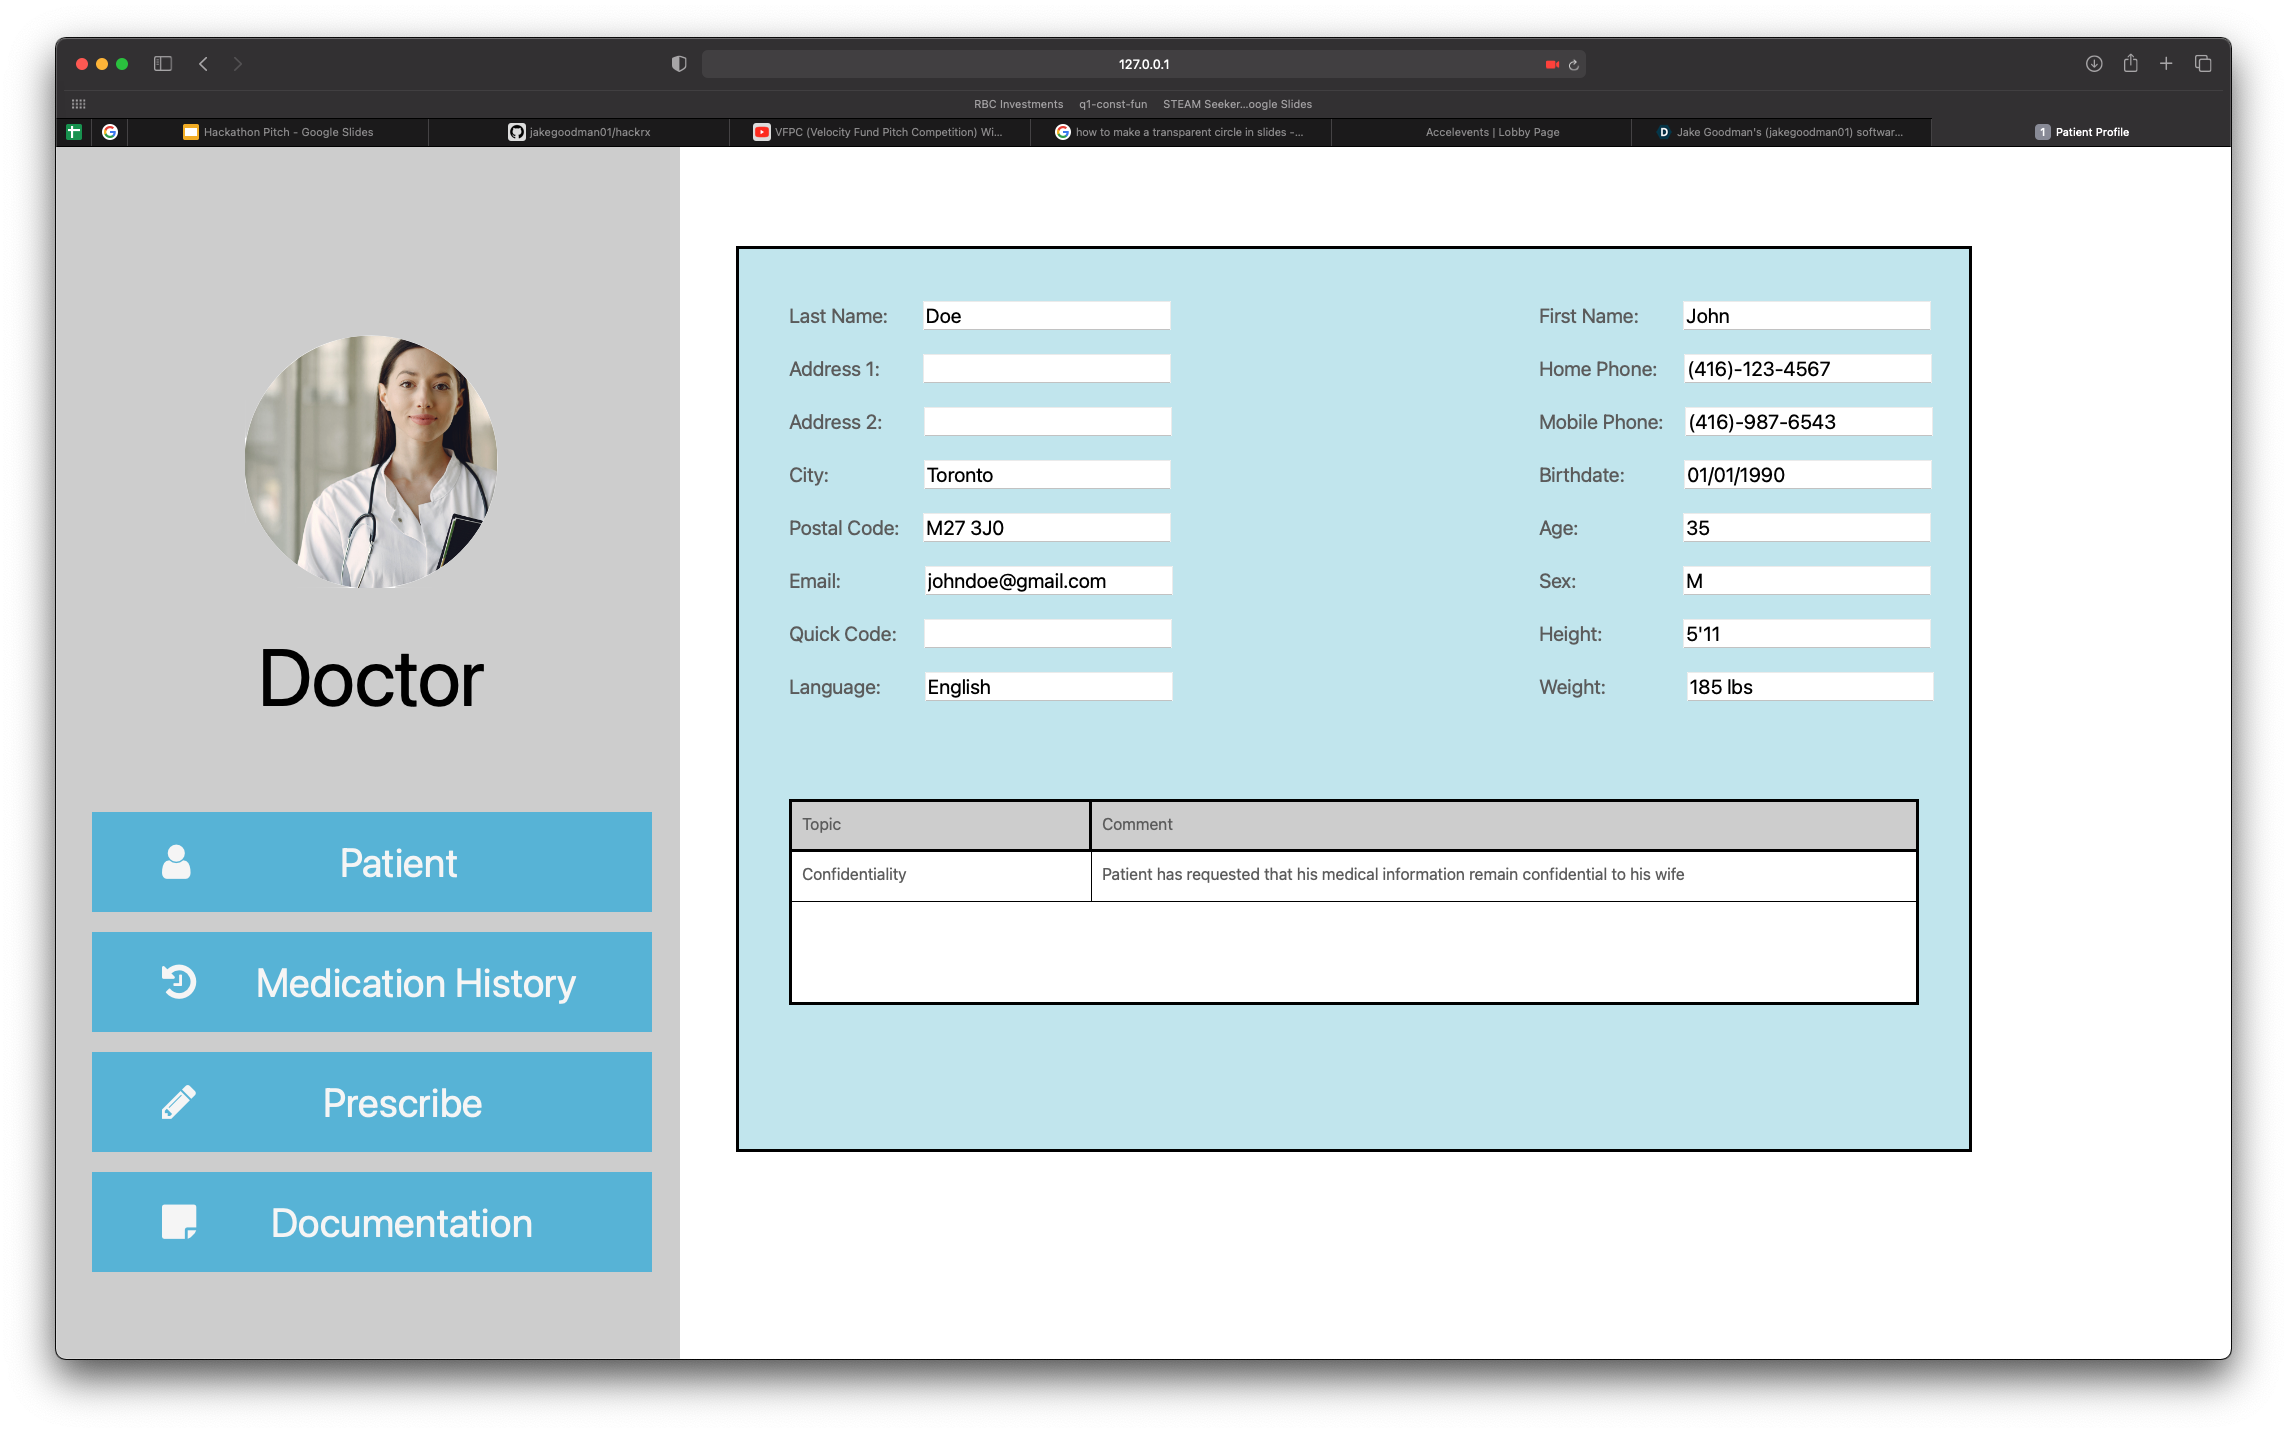 127.0.0.1
RBC Investments q1-const-fun STEAM Seeker...oogle Slides
Hackathon Pitch - Google Slides
jakegoodman01/hackrx
VFPC (Velocity Fund Pitch Competition) Wi...
how to make a transparent circle in slides -...
Accelevents | Lobby Page
D Jake Goodman's (jakegoodman01) softwar...
1 Patient Profile
Doctor
Patient
Medication History
Prescribe
Documentation
Last Name: Doe First Name: John
Address 1: Home Phone: (416)-123-4567
Address 2: Mobile Phone: (416)-987-6543
City: Toronto Birthdate: 01/01/1990
Postal Code: M27 3J0 Age: 35
Email: johndoe@gmail.com Sex: M
Quick Code: Height: 5'11
Language: English Weight: 185 lbs
Topic Comment
Confidentiality Patient has requested that his medical information remain confidential to his wife